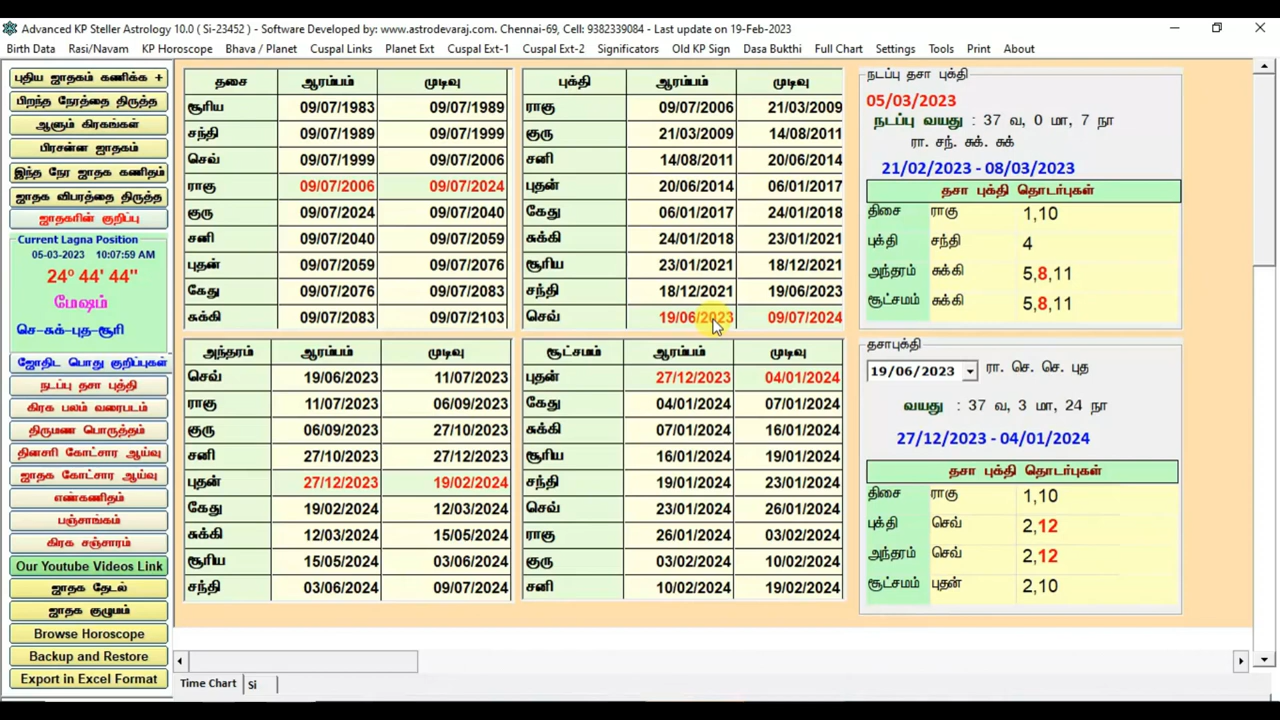 Advanced KP Steller Astrology 10.0 ( Si-23452 ) - Software Developed by: www.astrodevaraj.com. Chennai-69, Cell: 9382339084 - Last update on 19-Feb-2023
Birth Data Rasi/Navam KP Horoscope Bhava / Planet Cuspal Links Planet Ext Cuspal Ext-1 Cuspal Ext-2 Significators Old KP Sign Dasa Bukthi Full Chart Settings Tools Print About
புதிய ஜாதகம் கணிக்க +
பிறந்த நேரத்தை திருத்த
ஆளும் கிரகங்கள்
பிரசன்ன ஜாதகம்
இந்த நேர ஜாதக கணிதம்
ஜாதக விபரத்தை திருத்த
ஜாதகரின் குறிப்பு
Current Lagna Position
05-03-2023 10:07:59 AM
24º 44' 44"
மேஷம்
செ-சுக்-புத-சூரி
ஜோதிட பொது குறிப்புகள்
நடப்பு தசா புத்தி
கிரக பலம் வரைபடம்
திருமண பொருத்தம்
தினசரி கோட்சார ஆய்வு
ஜாதக கோட்சார ஆய்வு
எண்கணிதம்
பஞ்சாங்கம்
கிரக சஞ்சாரம்
Our Youtube Videos Link
ஜாதக தேடல்
ஜாதக குழுமம்
Browse Horoscope
Backup and Restore
Export in Excel Format
தசை ஆரம்பம் முடிவு
சூரிய 09/07/1983 09/07/1989
சந்தி 09/07/1989 09/07/1999
செவ் 09/07/1999 09/07/2006
ராகு 09/07/2006 09/07/2024
குரு 09/07/2024 09/07/2040
சனி 09/07/2040 09/07/2059
புதன் 09/07/2059 09/07/2076
கேது 09/07/2076 09/07/2083
சுக்கி 09/07/2083 09/07/2103
புக்தி ஆரம்பம் முடிவு
ராகு 09/07/2006 21/03/2009
குரு 21/03/2009 14/08/2011
சனி 14/08/2011 20/06/2014
புதன் 20/06/2014 06/01/2017
கேது 06/01/2017 24/01/2018
சுக்கி 24/01/2018 23/01/2021
சூரிய 23/01/2021 18/12/2021
சந்தி 18/12/2021 19/06/2023
செவ் 19/06/2023 09/07/2024
அந்தரம் ஆரம்பம் முடிவு
செவ் 19/06/2023 11/07/2023
ராகு 11/07/2023 06/09/2023
குரு 06/09/2023 27/10/2023
சனி 27/10/2023 27/12/2023
புதன் 27/12/2023 19/02/2024
கேது 19/02/2024 12/03/2024
சுக்கி 12/03/2024 15/05/2024
சூரிய 15/05/2024 03/06/2024
சந்தி 03/06/2024 09/07/2024
சூட்சமம் ஆரம்பம் முடிவு
புதன் 27/12/2023 04/01/2024
கேது 04/01/2024 07/01/2024
சுக்கி 07/01/2024 16/01/2024
சூரிய 16/01/2024 19/01/2024
சந்தி 19/01/2024 23/01/2024
செவ் 23/01/2024 26/01/2024
ராகு 26/01/2024 03/02/2024
குரு 03/02/2024 10/02/2024
சனி 10/02/2024 19/02/2024
நடப்பு தசா புக்தி
05/03/2023
நடப்பு வயது : 37 வ, 0 மா, 7 நா
ரா. சந். சுக். சுக்
21/02/2023 - 08/03/2023
தசா புக்தி தொடர்புகள்
திசை ராகு 1,10
புக்தி சந்தி 4
அந்தரம் சுக்கி 5,8,11
சூட்சமம் சுக்கி 5,8,11
தசாபுக்தி
19/06/2023 ரா. செ. செ. புத
வயது : 37 வ, 3 மா, 24 நா
27/12/2023 - 04/01/2024
தசா புக்தி தொடர்புகள்
திசை ராகு 1,10
புக்தி செவ் 2,12
அந்தரம் செவ் 2,12
சூட்சமம் புதன் 2,10
Time Chart Si